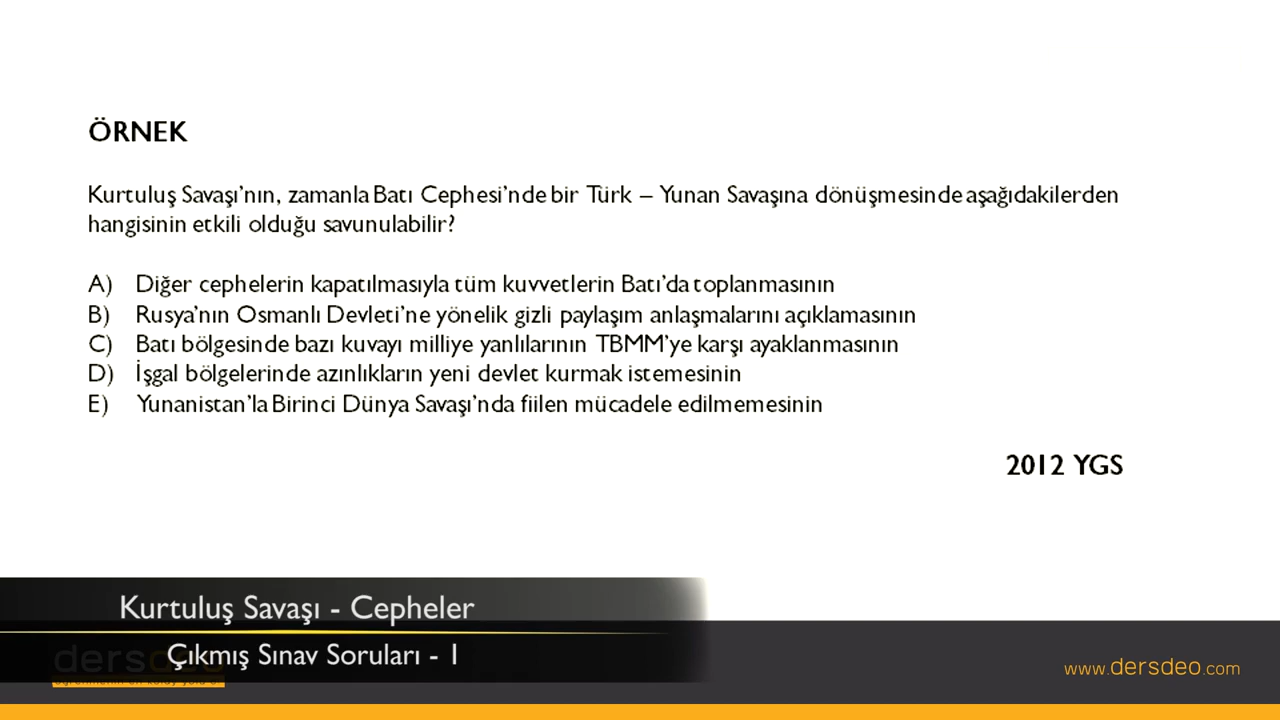 ÖRNEK
Kurtuluş Savaşı'nın, zamanla Batı Cephesi'nde bir Türk – Yunan Savaşına dönüşmesinde aşağıdakilerden
hangisinin etkili olduğu savunulabilir?
A) Diğer cephelerin kapatılmasıyla tüm kuvvetlerin Batı'da toplanmasının
B) Rusya'nın Osmanlı Devleti'ne yönelik gizli paylaşım anlaşmalarını açıklamasının
C) Batı bölgesinde bazı kuvayı milliye yanlılarının TBMM'ye karşı ayaklanmasının
D) İşgal bölgelerinde azınlıkların yeni devlet kurmak istemesinin
E) Yunanistan'la Birinci Dünya Savaşı'nda fiilen mücadele edilmemesinin
2012 YGS
Kurtuluş Savaşı - Cepheler
Çıkmış Sınav Soruları - 1
dersdeo
www.dersdeo.com